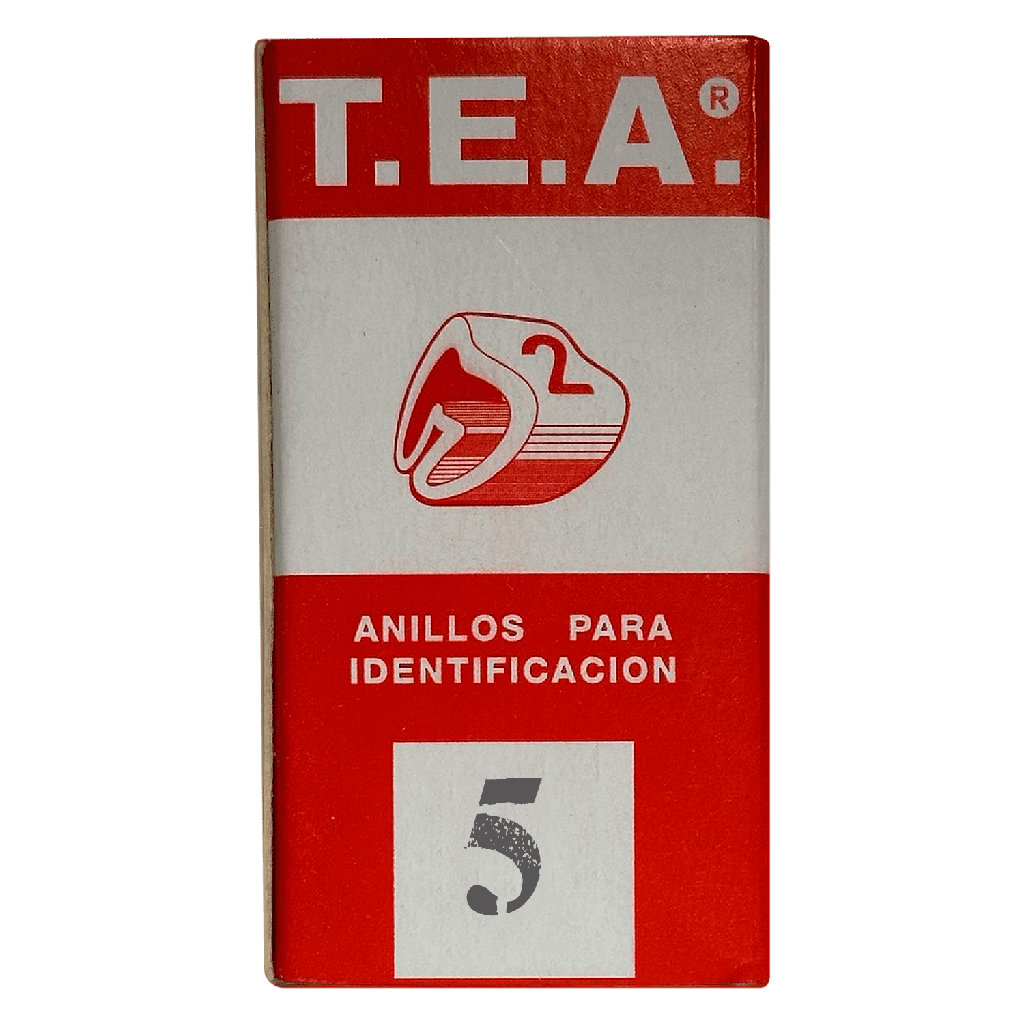 T.E.A.®
2
ANILLOS PARA
IDENTIFICACION
5